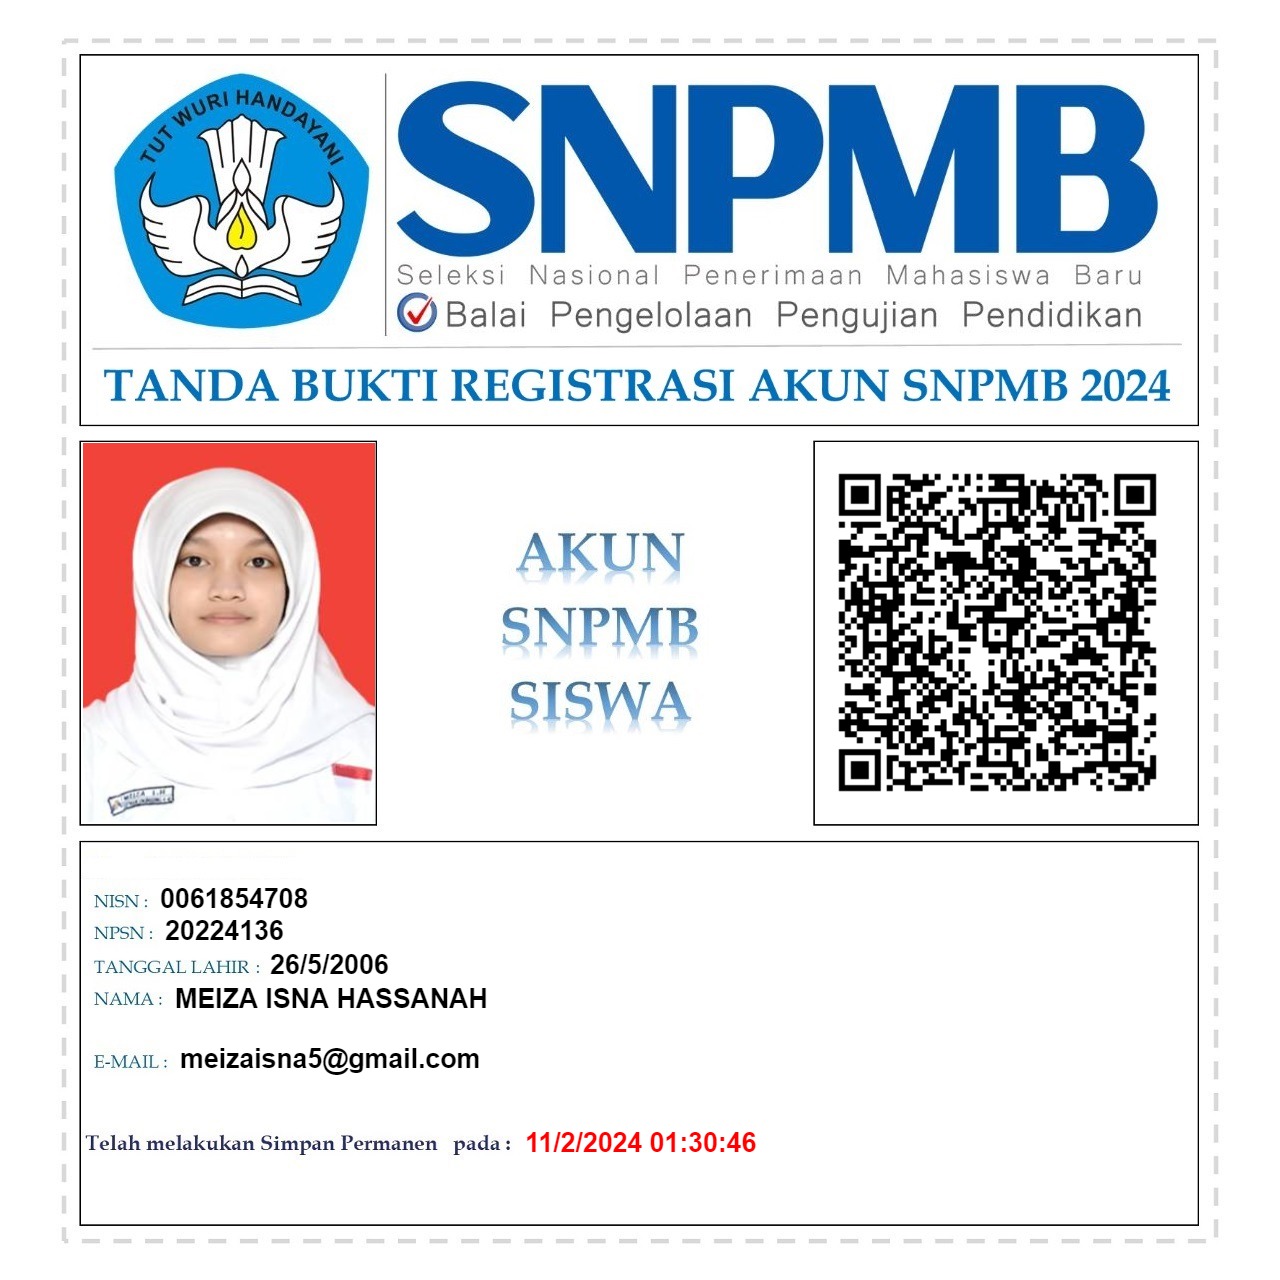 TUT WURI HANDAYANI
SNPMB
Seleksi Nasional Penerimaan Mahasiswa Baru
Balai Pengelolaan Pengujian Pendidikan
TANDA BUKTI REGISTRASI AKUN SNPMB 2024
AKUN
SNPMB
SISWA
MEIZA I.H
NISN : 0061854708
NPSN : 20224136
TANGGAL LAHIR : 26/5/2006
NAMA : MEIZA ISNA HASSANAH
E-MAIL : meizaisna5@gmail.com
Telah melakukan Simpan Permanen pada : 11/2/2024 01:30:46